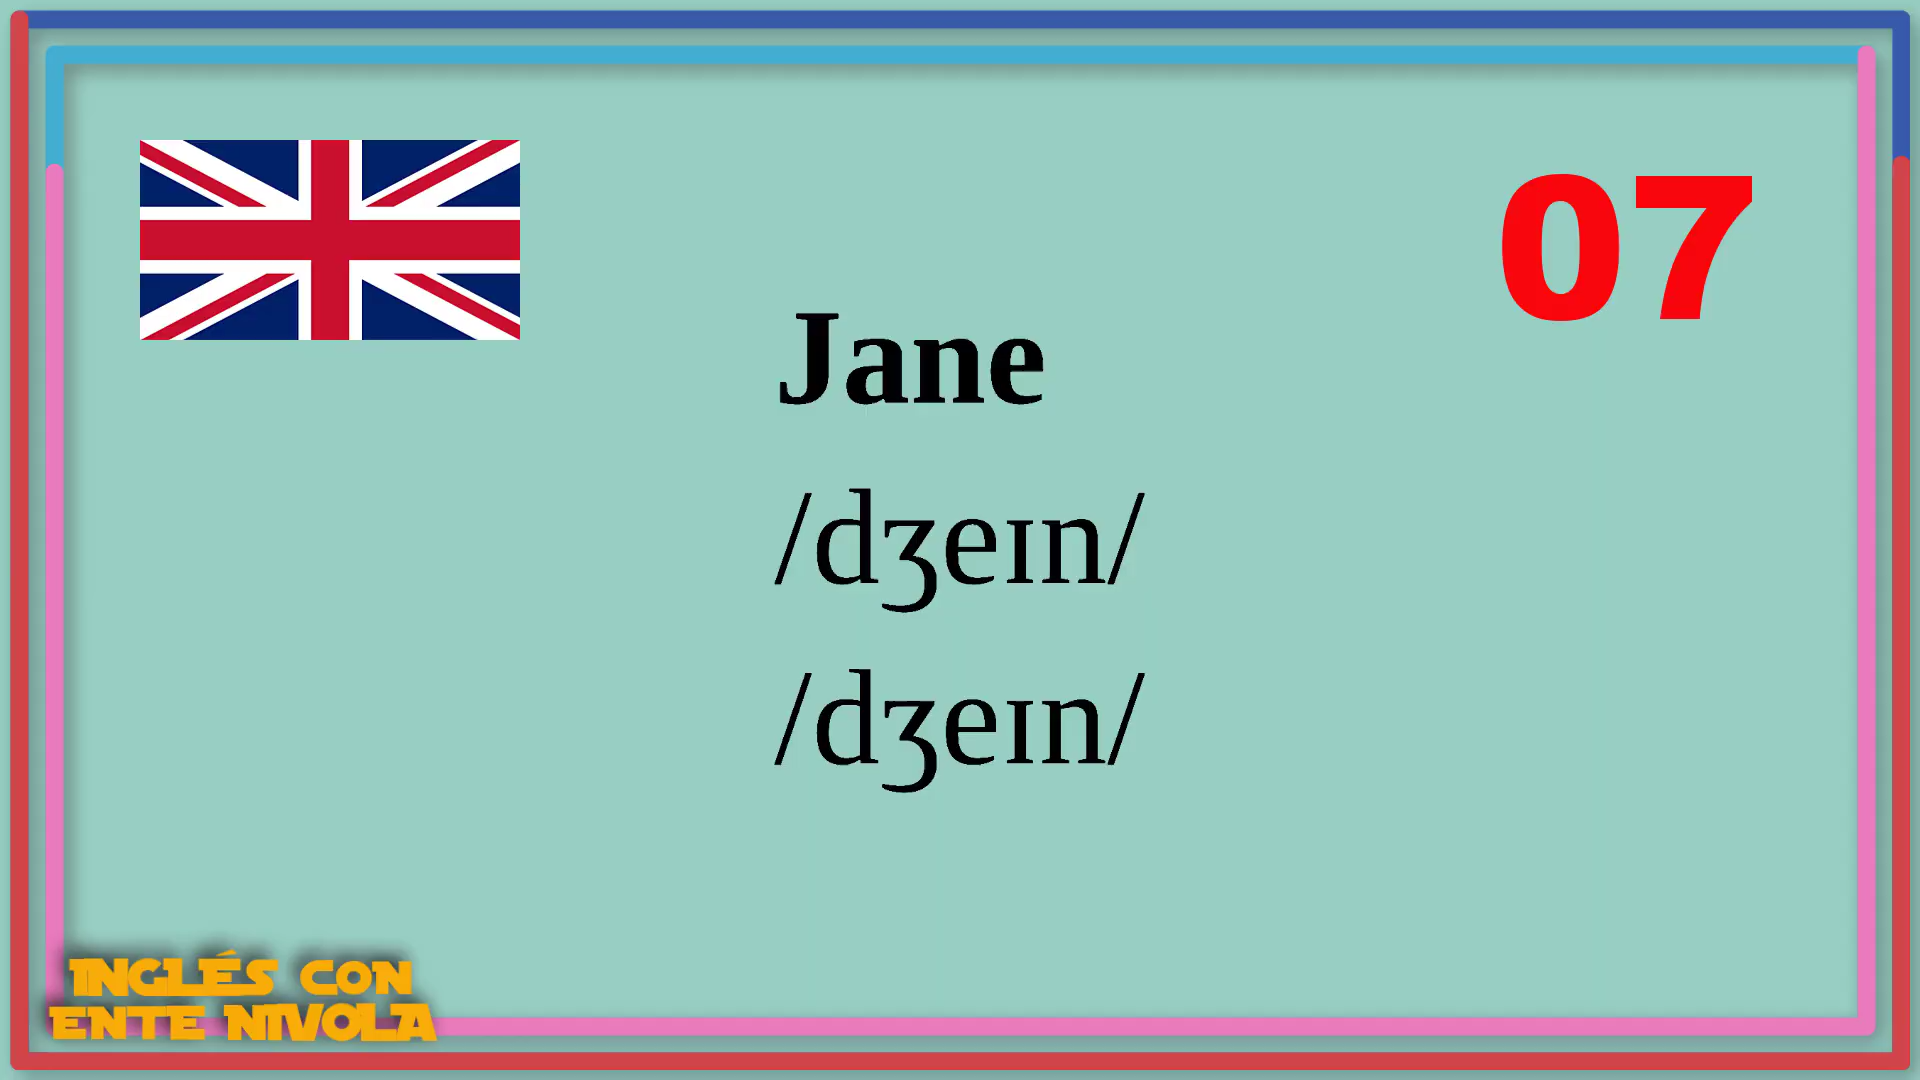 07
Jane
/dʒeɪn/
/dʒeɪn/
INGLÉS CON
ENTE NIVOLA